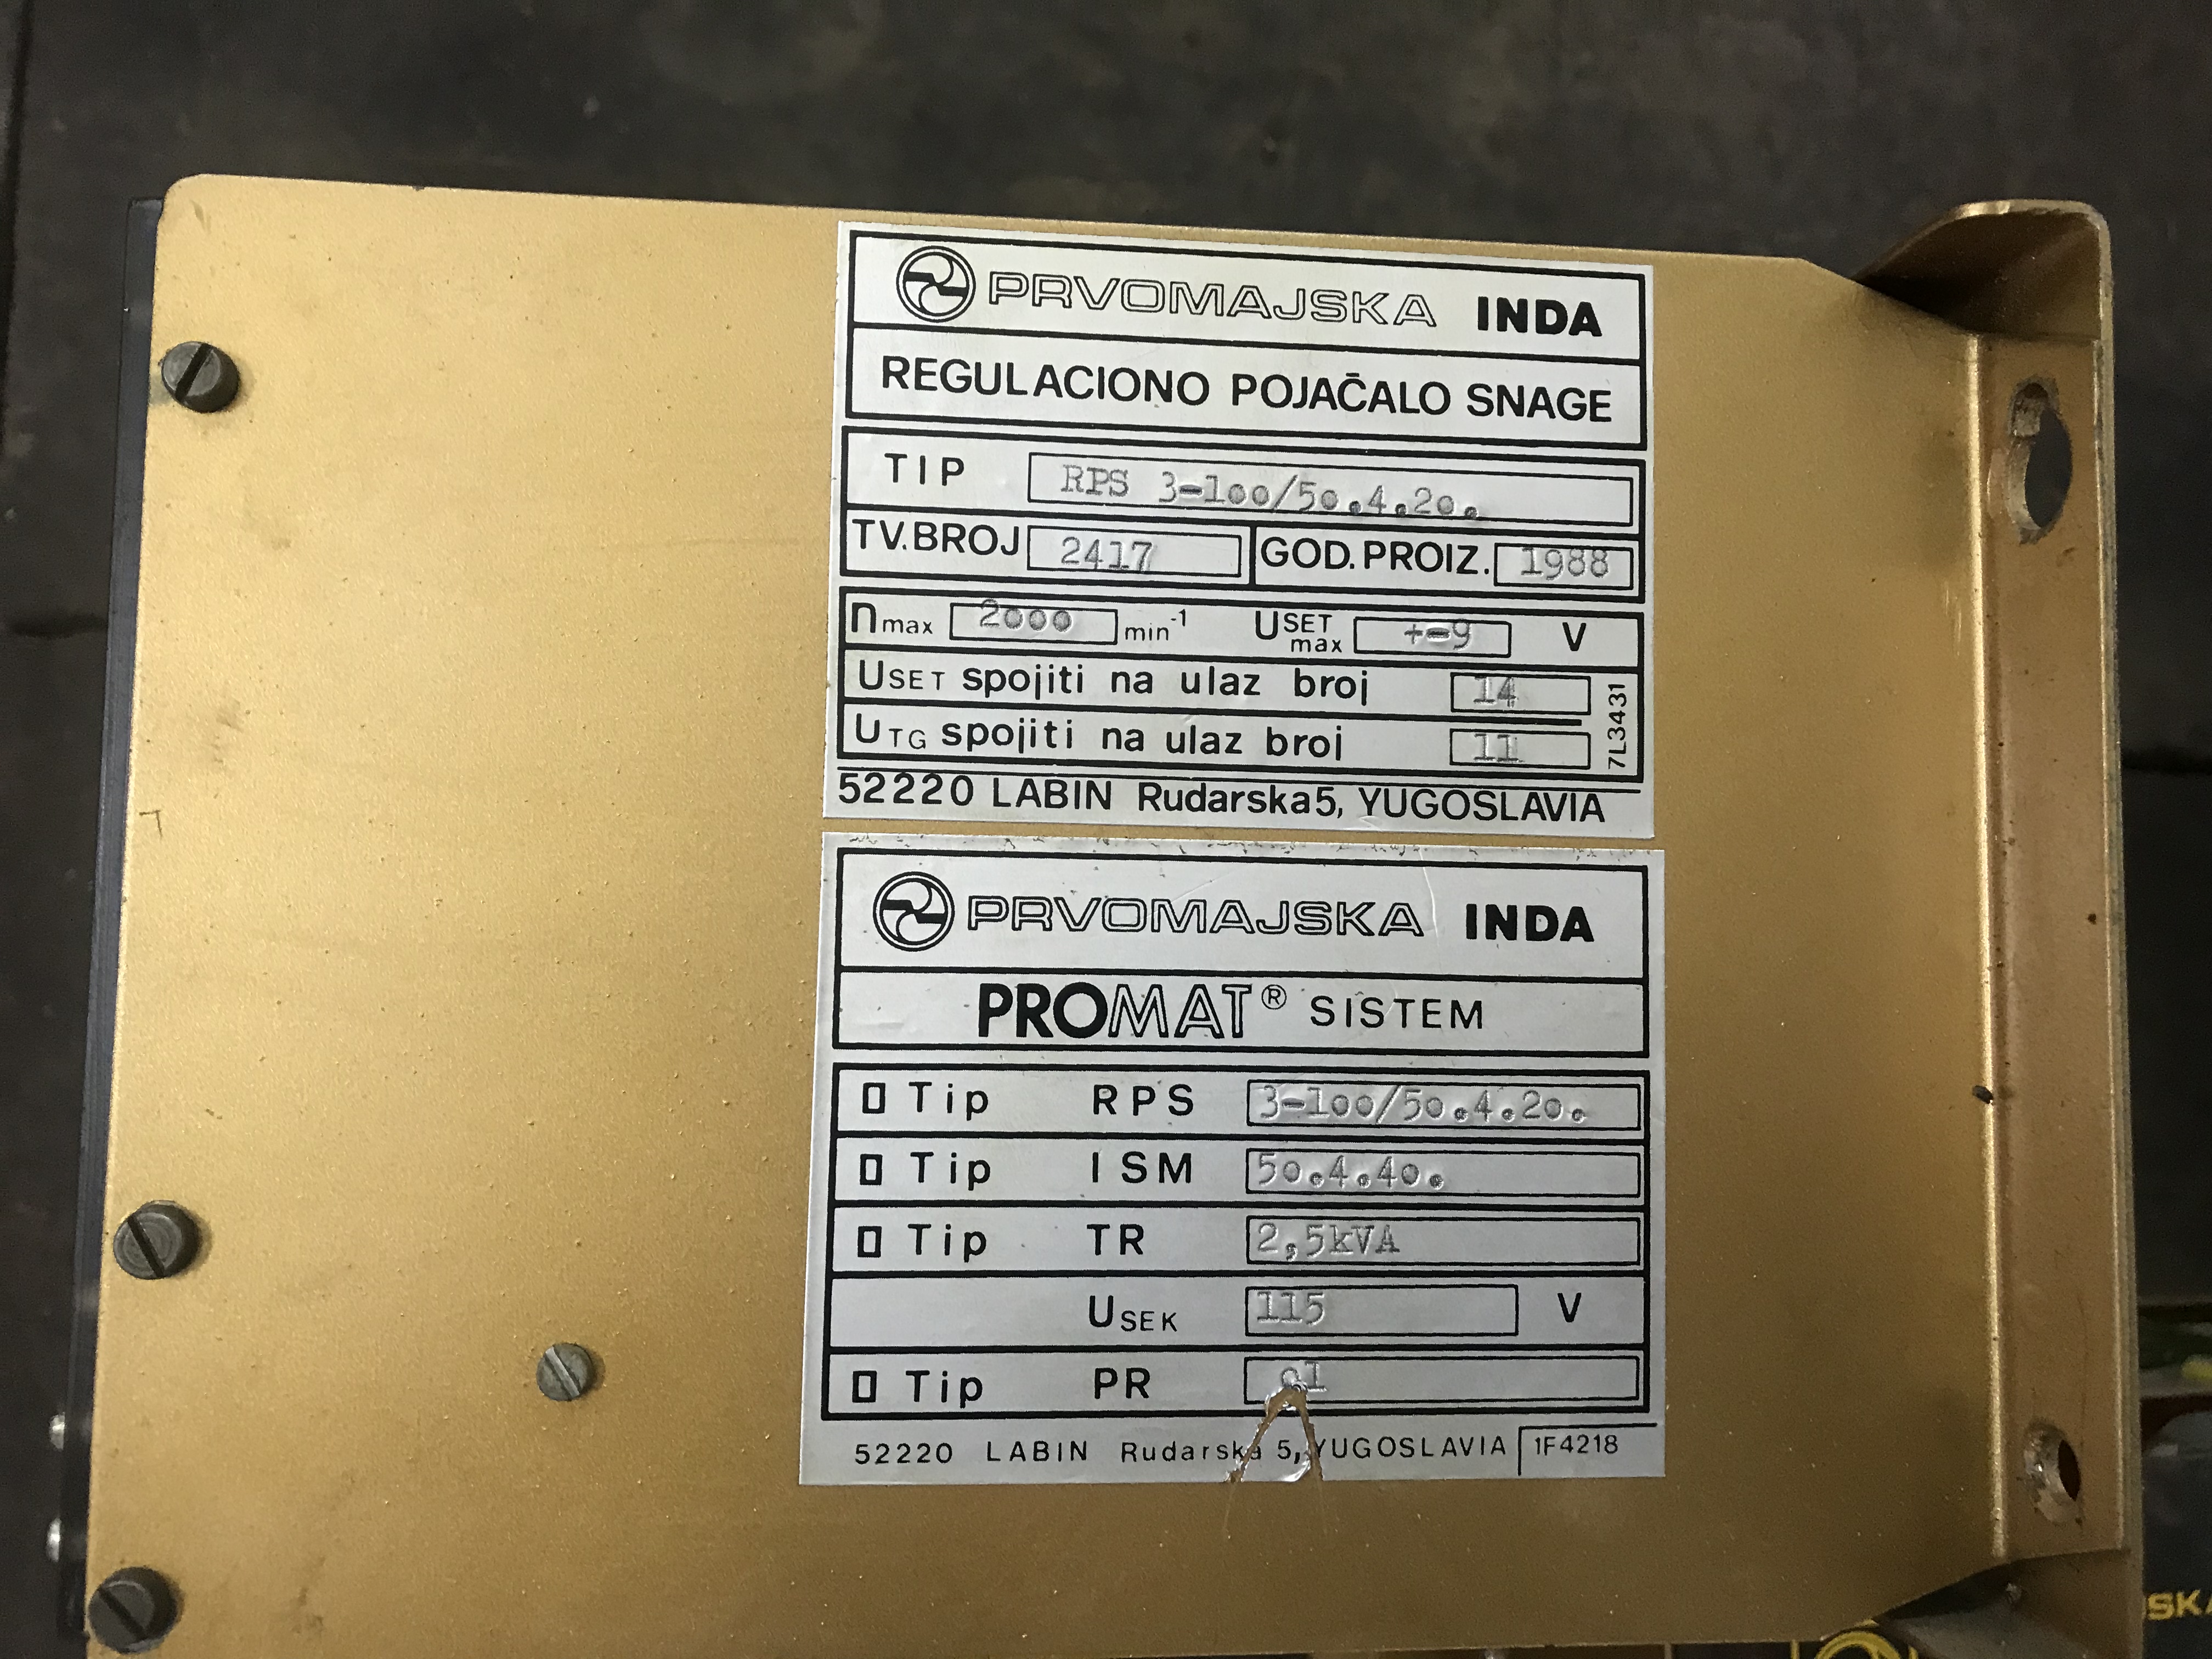 PRVOMAJSKA INDA
REGULACIONO POJAČALO SNAGE
TIP RPS 3-100/50.4.20.
TV.BROJ 2417 GOD.PROIZ. 1988
nmax 2000 min-1 USET max +-9 V
USET spojiti na ulaz broj 14
UTG spojiti na ulaz broj 11
7L3431
52220 LABIN Rudarska5, YUGOSLAVIA
PRVOMAJSKA INDA
PROMAT® SISTEM
Tip RPS 3-100/50.4.20.
Tip ISM 50.4.40.
Tip TR 2,5kVA
USEK 115 V
Tip PR 01
52220 LABIN Rudarska 5, YUGOSLAVIA 1F4218
SKA